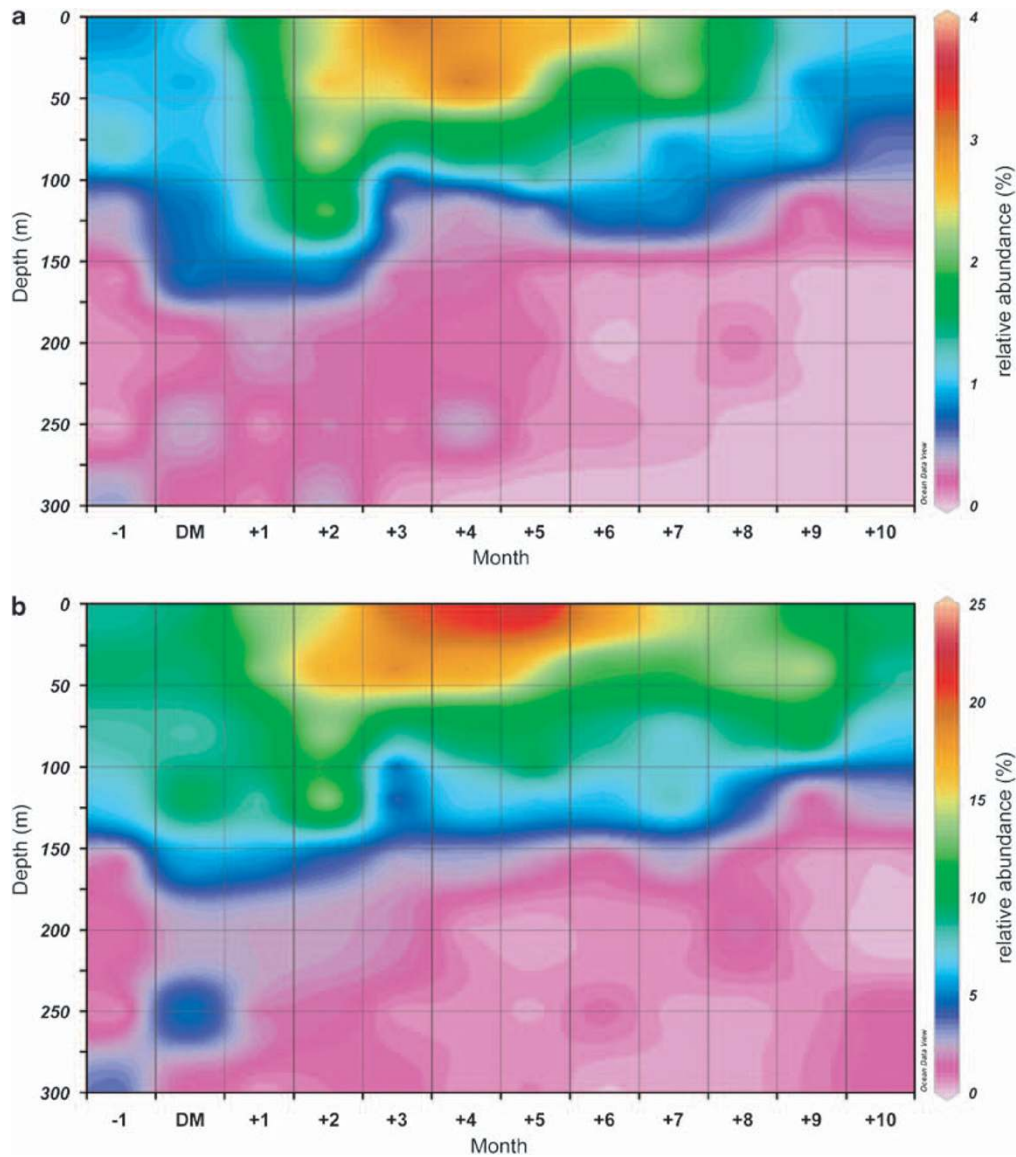 a
0
50
100
150
200
250
300
Depth (m)
-1 DM +1 +2 +3 +4 +5 +6 +7 +8 +9 +10
Month
4
3
2
1
0
relative abundance (%)
Ocean Data View
b
0
50
100
150
200
250
300
Depth (m)
-1 DM +1 +2 +3 +4 +5 +6 +7 +8 +9 +10
Month
25
20
15
10
5
0
relative abundance (%)
Ocean Data View